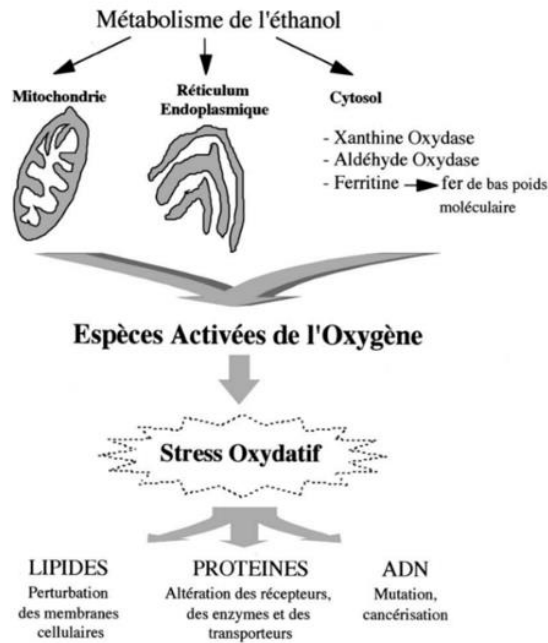 Métabolisme de l'éthanol
Mitochondrie
Réticulum
Endoplasmique
Cytosol
- Xanthine Oxydase
- Aldéhyde Oxydase
- Ferritine fer de bas poids
moléculaire
Espèces Activées de l'Oxygène
Stress Oxydatif
LIPIDES
Perturbation
des membranes
cellulaires
PROTEINES
Altération des récepteurs,
des enzymes et des
transporteurs
ADN
Mutation,
cancérisation